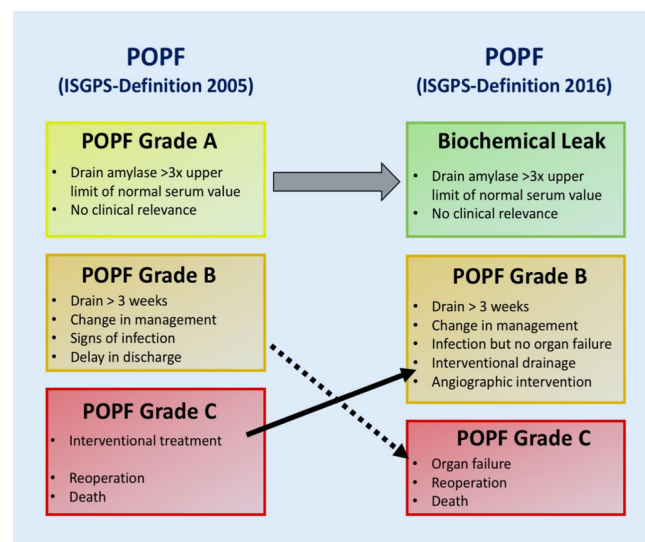 POPF
(ISGPS-Definition 2005)
POPF Grade A
• Drain amylase >3x upper
limit of normal serum value
• No clinical relevance
POPF Grade B
• Drain > 3 weeks
• Change in management
• Signs of infection
• Delay in discharge
POPF Grade C
• Interventional treatment
• Reoperation
• Death
POPF
(ISGPS-Definition 2016)
Biochemical Leak
• Drain amylase >3x upper
limit of normal serum value
• No clinical relevance
POPF Grade B
• Drain > 3 weeks
• Change in management
• Infection but no organ failure
• Interventional drainage
• Angiographic intervention
POPF Grade C
• Organ failure
• Reoperation
• Death